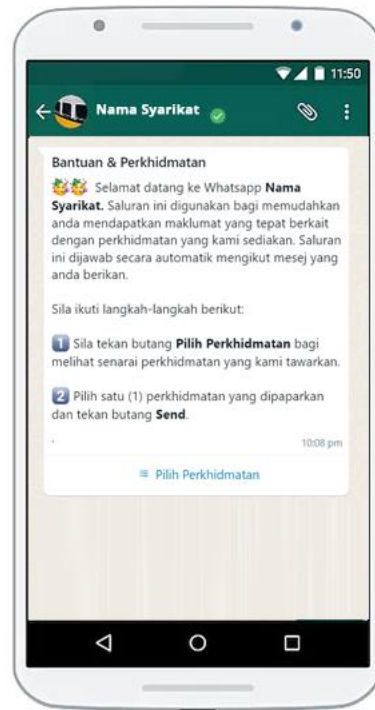 11:50
Nama Syarikat
Bantuan & Perkhidmatan
Selamat datang ke Whatsapp Nama
Syarikat. Saluran ini digunakan bagi memudahkan
anda mendapatkan maklumat yang tepat berkait
dengan perkhidmatan yang kami sediakan. Saluran
ini dijawab secara automatik mengikut mesej yang
anda berikan.
Sila ikuti langkah-langkah berikut:
1 Sila tekan butang Pilih Perkhidmatan bagi
melihat senarai perkhidmatan yang kami tawarkan.
2 Pilih satu (1) perkhidmatan yang dipaparkan
dan tekan butang Send.
.
10:08 pm
Pilih Perkhidmatan